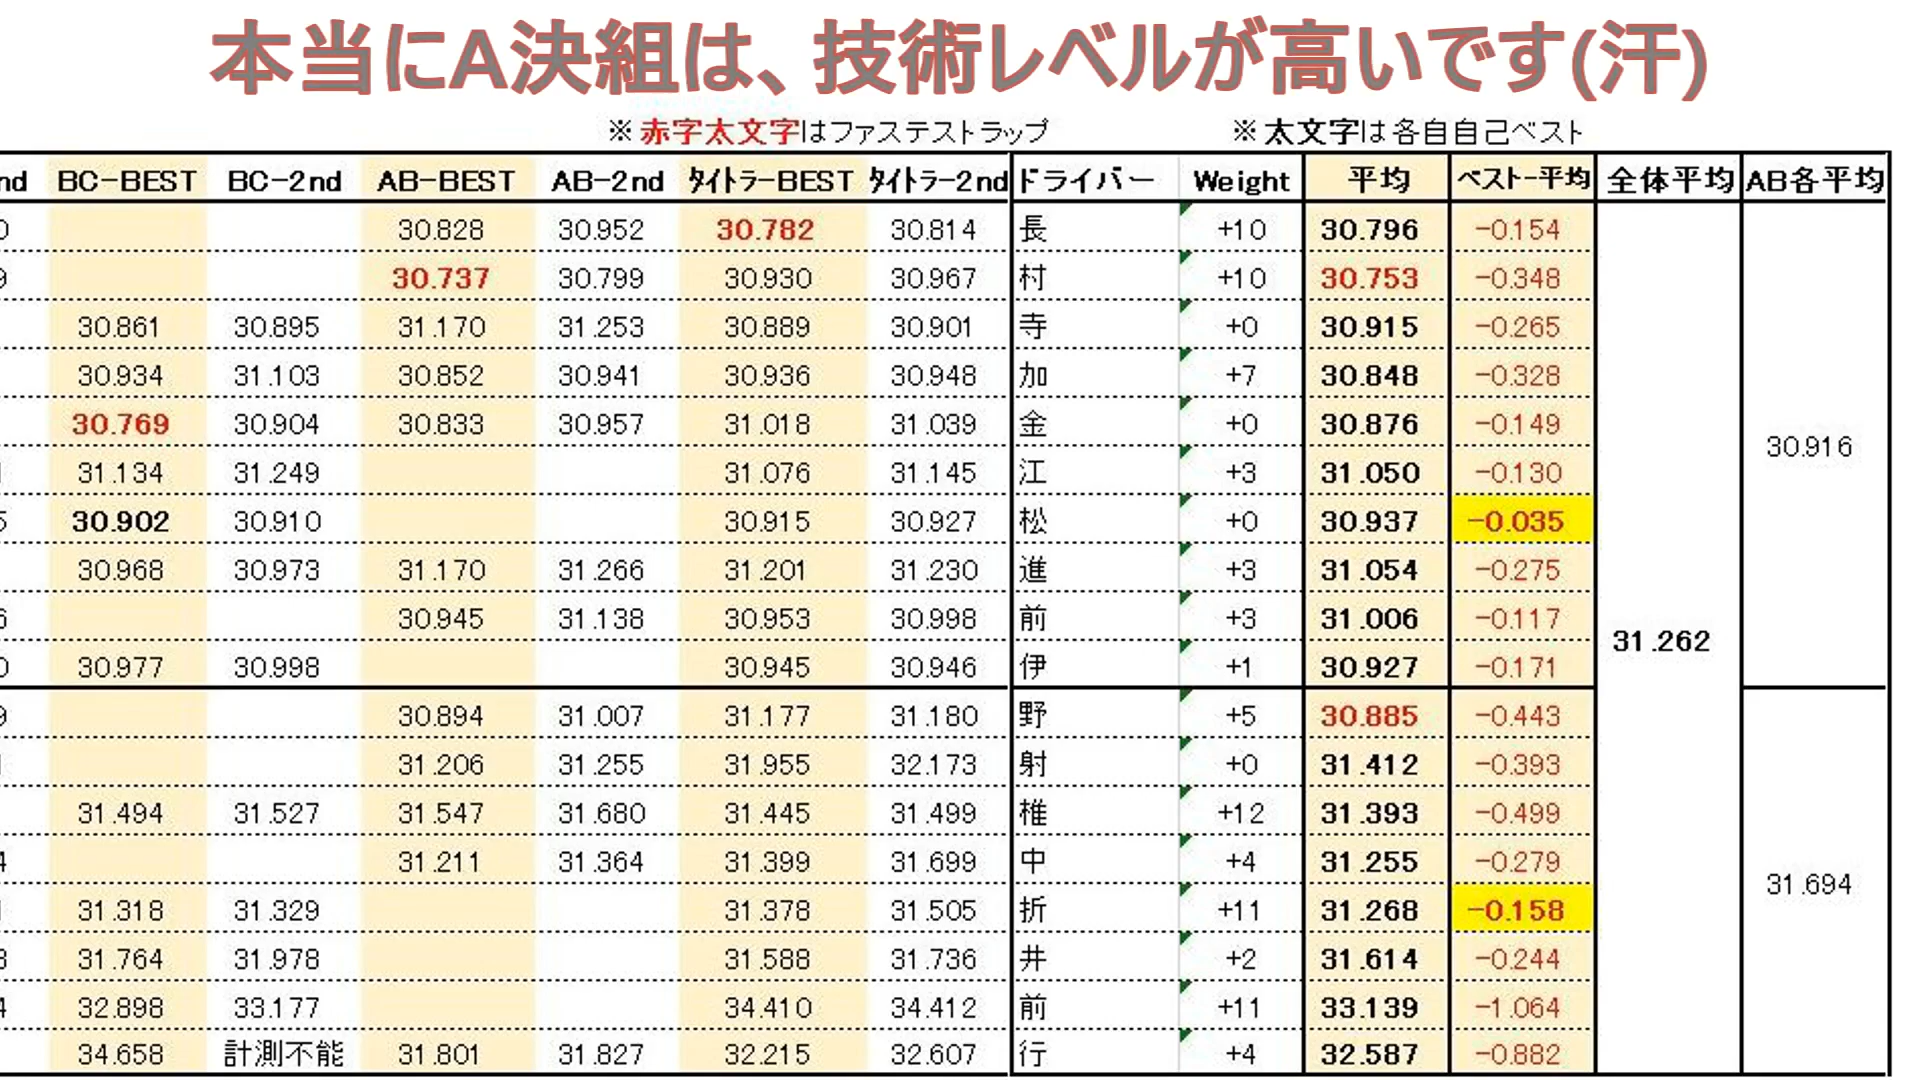 本当にA決組は、技術レベルが高いです(汗)
※赤字太文字はファステストラップ ※太文字は各自自己ベスト
nd BC-BEST BC-2nd AB-BEST AB-2nd ﾀｲﾄﾗ-BEST ﾀｲﾄﾗ-2nd ドライバー Weight 平均 ベスト-平均 全体平均 AB各平均
0 30.828 30.952 30.782 30.814 長 +10 30.796 -0.154
9 30.737 30.799 30.930 30.967 村 +10 30.753 -0.348
30.861 30.895 31.170 31.253 30.889 30.901 寺 +0 30.915 -0.265
30.934 31.103 30.852 30.941 30.936 30.948 加 +7 30.848 -0.328
30.769 30.904 30.833 30.957 31.018 31.039 金 +0 30.876 -0.149
30.916
31.134 31.249 31.076 31.145 江 +3 31.050 -0.130
5 30.902 30.910 30.915 30.927 松 +0 30.937 -0.035
30.968 30.973 31.170 31.266 31.201 31.230 進 +3 31.054 -0.275
6 30.945 31.138 30.953 30.998 前 +3 31.006 -0.117
31.262
0 30.977 30.998 30.945 30.946 伊 +1 30.927 -0.171
9 30.894 31.007 31.177 31.180 野 +5 30.885 -0.443
31.206 31.255 31.955 32.173 射 +0 31.412 -0.393
31.494 31.527 31.547 31.680 31.445 31.499 椎 +12 31.393 -0.499
4 31.211 31.364 31.399 31.699 中 +4 31.255 -0.279
31.694
31.318 31.329 31.378 31.505 折 +11 31.268 -0.158
3 31.764 31.978 31.588 31.736 井 +2 31.614 -0.244
4 32.898 33.177 34.410 34.412 前 +11 33.139 -1.064
34.658 計測不能 31.801 31.827 32.215 32.607 行 +4 32.587 -0.882